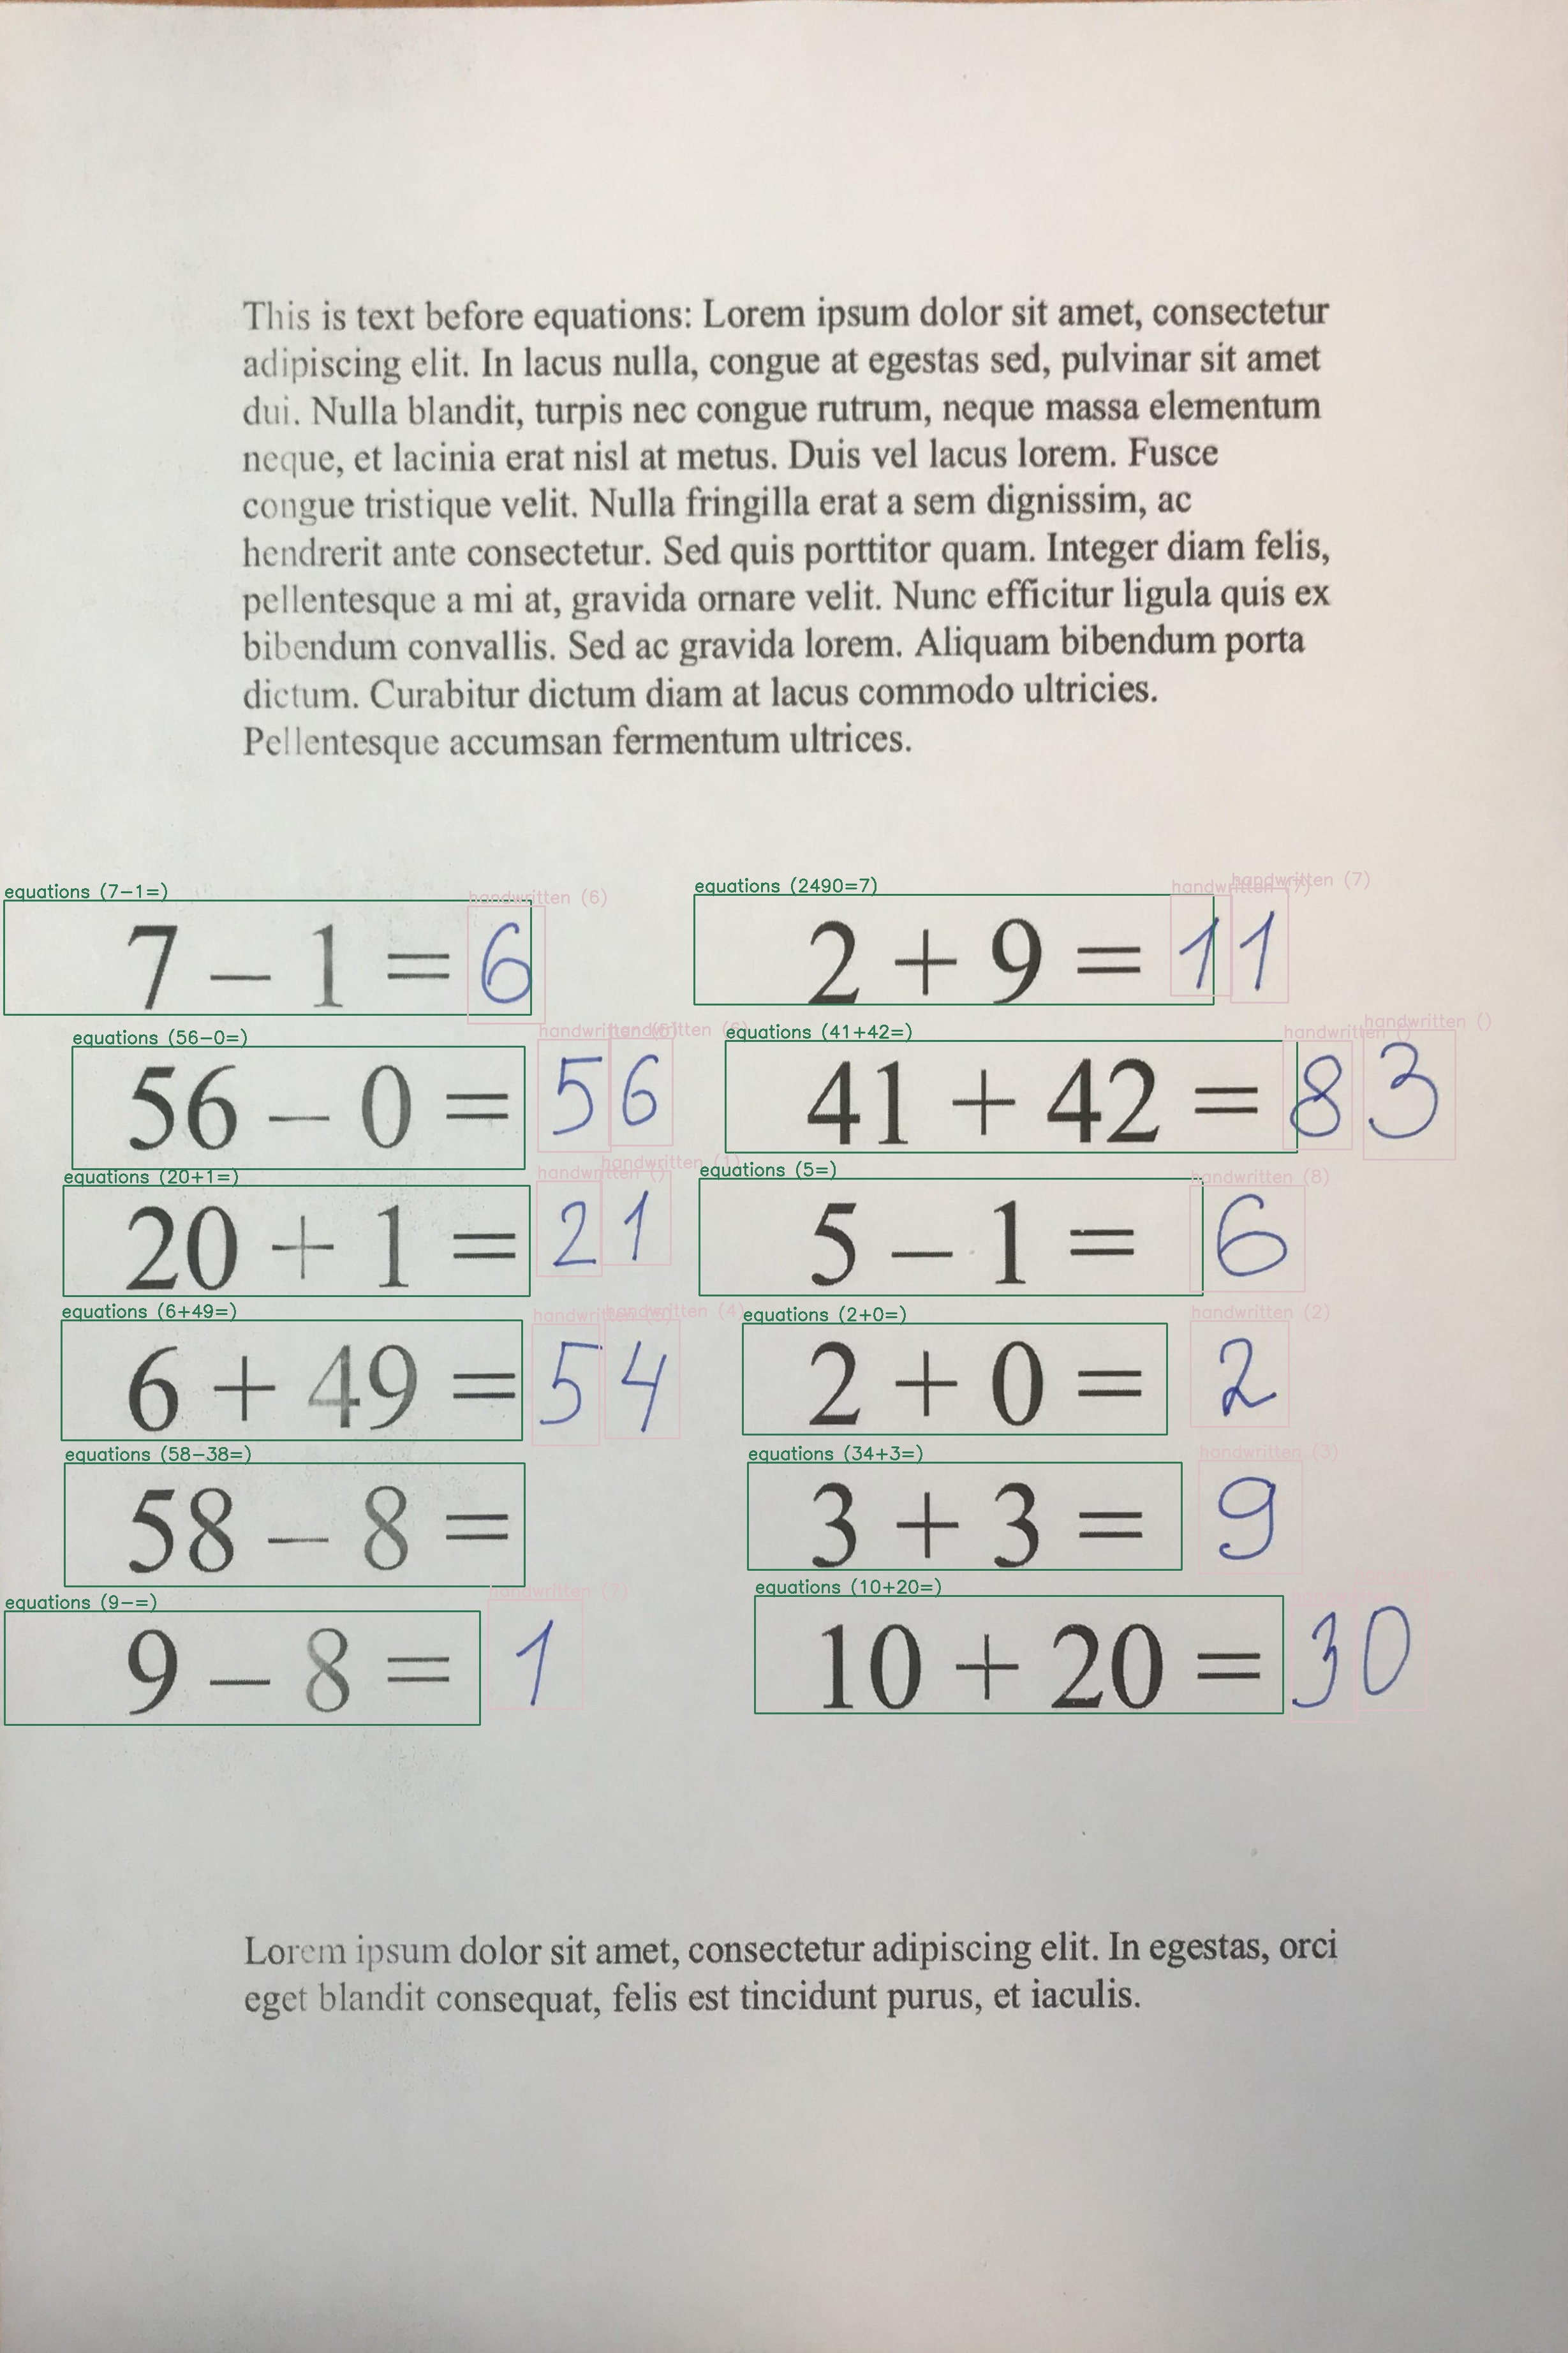 This is text before equations: Lorem ipsum dolor sit amet, consectetur
adipiscing elit. In lacus nulla, congue at egestas sed, pulvinar sit amet
dui. Nulla blandit, turpis nec congue rutrum, neque massa elementum
neque, et lacinia erat nisl at metus. Duis vel lacus lorem. Fusce
congue tristique velit. Nulla fringilla erat a sem dignissim, ac
hendrerit ante consectetur. Sed quis porttitor quam. Integer diam felis,
pellentesque a mi at, gravida ornare velit. Nunc efficitur ligula quis ex
bibendum convallis. Sed ac gravida lorem. Aliquam bibendum porta
dictum. Curabitur dictum diam at lacus commodo ultricies.
Pellentesque accumsan fermentum ultrices.
equations (7-1=) handwritten (6) equations (2490=7) handwritten (7) handwritten (7)
7 – 1 = 6 2 + 9 = 11
equations (56-0=) handwritten handwritten equations (41+42=) handwritten () handwritten ()
56 – 0 = 56 41 + 42 = 83
equations (20+1=) handwritten () handwritten (1) equations (5=) handwritten (8)
20 + 1 = 21 5 – 1 = 6
equations (6+49=) handwritten handwritten (4) equations (2+0=) handwritten (2)
6 + 49 = 54 2 + 0 = 2
equations (58-38=) equations (34+3=) handwritten (3)
58 – 8 = 3 + 3 = 9
equations (9-=) handwritten (7) equations (10+20=)
9 – 8 = 1 10 + 20 = 30
Lorem ipsum dolor sit amet, consectetur adipiscing elit. In egestas, orci
eget blandit consequat, felis est tincidunt purus, et iaculis.